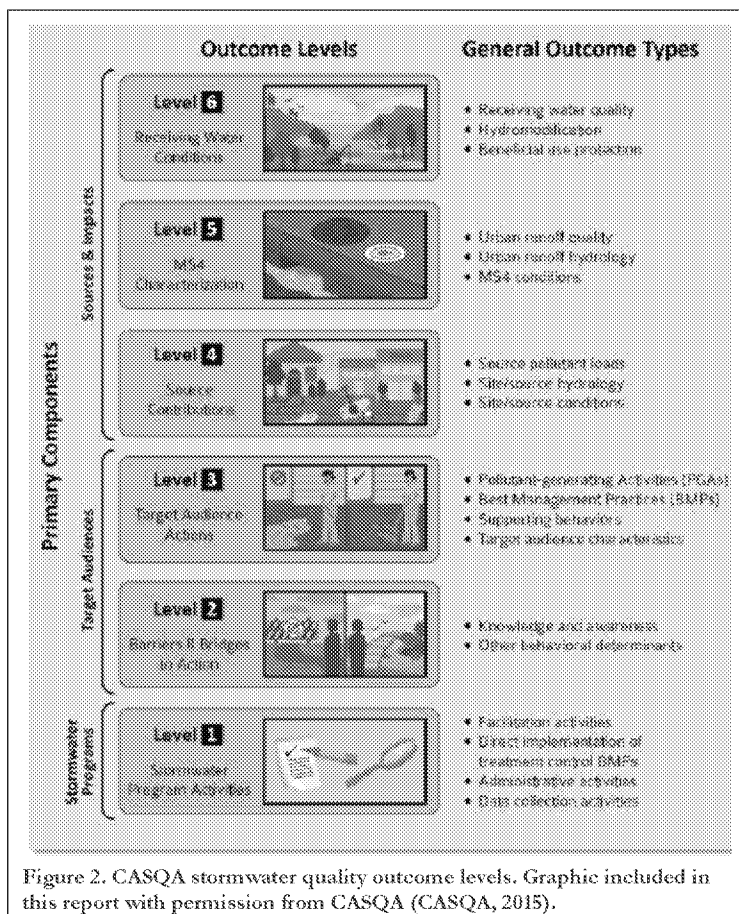 Outcome Levels
General Outcome Types
Primary Components
Sources & Impacts
Level 6
Receiving Water
Conditions
• Receiving water quality
• Hydromodification
• Beneficial use protection
Level 5
MS4
Characterization
• Urban runoff quality
• Urban runoff hydrology
• MS4 conditions
Level 4
Source
Contributions
• Source pollutant loads
• Site/source hydrology
• Site/source conditions
Target Audiences
Level 3
Target Audience
Actions
• Pollutant-generating Activities (PGAs)
• Best Management Practices (BMPs)
• Supporting behaviors
• Target audience characteristics
Level 2
Barriers & Bridges
to Action
• Knowledge and awareness
• Other behavioral determinants
Stormwater
Programs
Level 1
Stormwater
Program Activities
• Facilitation activities
• Direct implementation of
treatment control BMPs
• Administrative activities
• Data collection activities
Figure 2. CASQA stormwater quality outcome levels. Graphic included in
this report with permission from CASQA (CASQA, 2015).